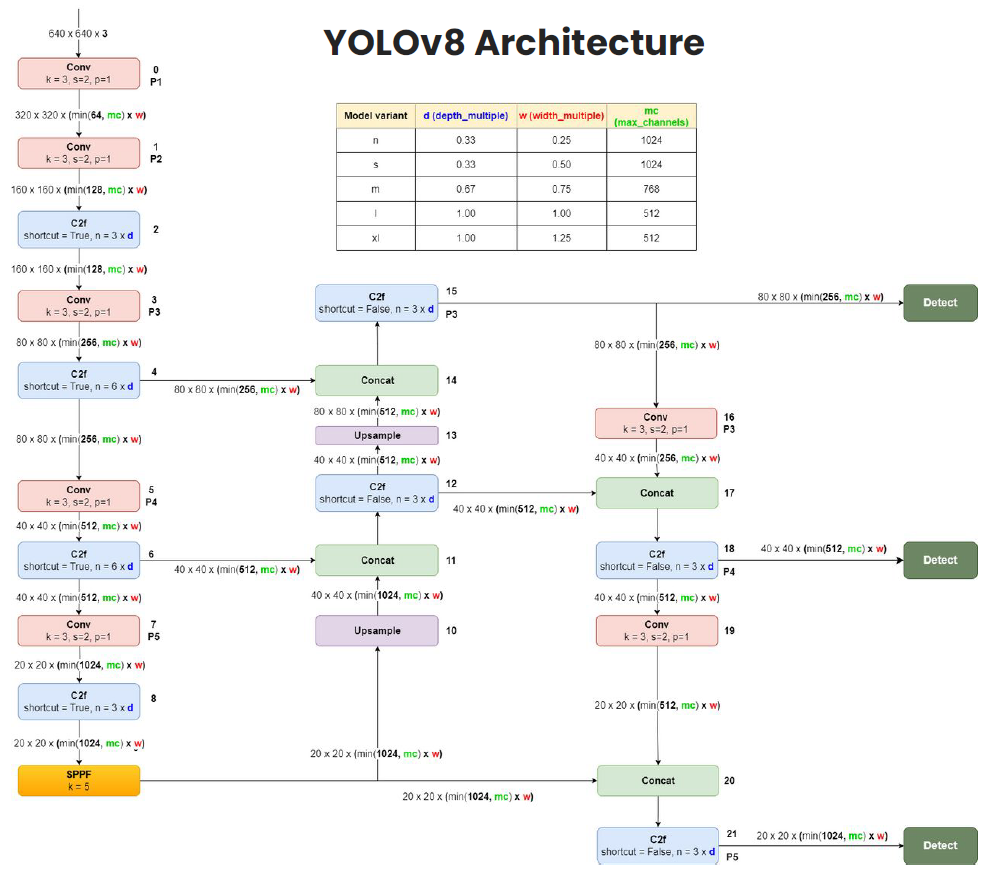 YOLOv8 Architecture
640 x 640 x 3
Conv
k = 3, s=2, p=1
0
P1
320 x 320 x (min(64, mc) x w)
Conv
k = 3, s=2, p=1
1
P2
160 x 160 x (min(128, mc) x w)
C2f
shortcut = True, n = 3 x d
2
160 x 160 x (min(128, mc) x w)
Conv
k = 3, s=2, p=1
3
P3
80 x 80 x (min(256, mc) x w)
C2f
shortcut = True, n = 6 x d
4
80 x 80 x (min(256, mc) x w)
80 x 80 x (min(256, mc) x w)
Conv
k = 3, s=2, p=1
5
P4
40 x 40 x (min(512, mc) x w)
C2f
shortcut = True, n = 6 x d
6
40 x 40 x (min(512, mc) x w)
40 x 40 x (min(512, mc) x w)
Conv
k = 3, s=2, p=1
7
P5
20 x 20 x (min(1024, mc) x w)
C2f
shortcut = True, n = 3 x d
8
20 x 20 x (min(1024, mc) x w)
SPPF
k = 5
20 x 20 x (min(1024, mc) x w)
20 x 20 x (min(1024, mc) x w)
Model variant d (depth_multiple) w (width_multiple) mc (max_channels)
n 0.33 0.25 1024
s 0.33 0.50 1024
m 0.67 0.75 768
l 1.00 1.00 512
xl 1.00 1.25 512
C2f
shortcut = False, n = 3 x d
15
P3
Concat
14
80 x 80 x (min(512, mc) x w)
Upsample
13
40 x 40 x (min(512, mc) x w)
C2f
shortcut = False, n = 3 x d
12
40 x 40 x (min(512, mc) x w)
Concat
11
40 x 40 x (min(1024, mc) x w)
Upsample
10
80 x 80 x (min(256, mc) x w)
Detect
80 x 80 x (min(256, mc) x w)
Conv
k = 3, s=2, p=1
16
P3
40 x 40 x (min(256, mc) x w)
Concat
17
C2f
shortcut = False, n = 3 x d
18
P4
40 x 40 x (min(512, mc) x w)
Detect
40 x 40 x (min(512, mc) x w)
Conv
k = 3, s=2, p=1
19
20 x 20 x (min(512, mc) x w)
Concat
20
C2f
shortcut = False, n = 3 x d
21
P5
20 x 20 x (min(1024, mc) x w)
Detect